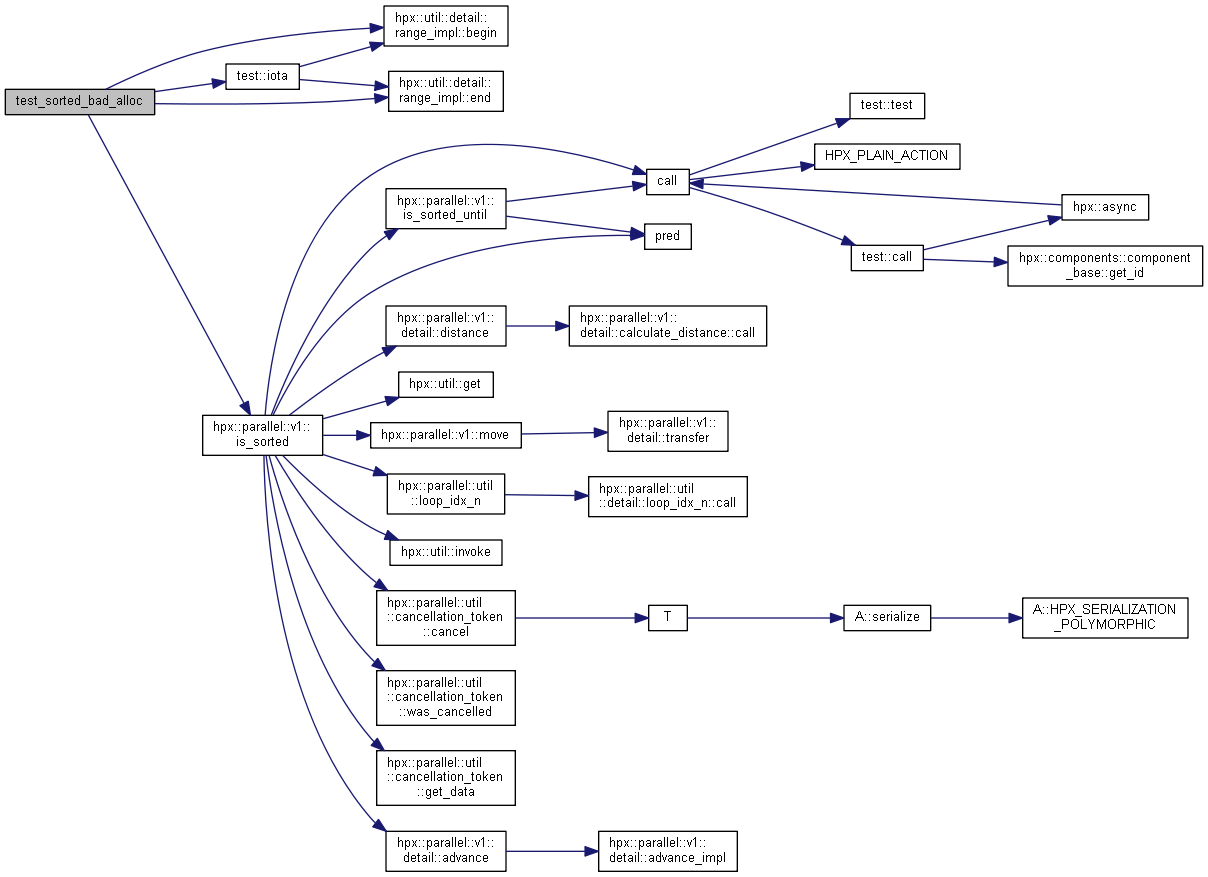 hpx::util::detail::
range_impl::begin
test::iota
hpx::util::detail::
range_impl::end
test_sorted_bad_alloc
test::test
HPX_PLAIN_ACTION
call
hpx::parallel::v1::
is_sorted_until
hpx::async
pred
test::call
hpx::components::component
_base::get_id
hpx::parallel::v1::
detail::distance
hpx::parallel::v1::
detail::calculate_distance::call
hpx::util::get
hpx::parallel::v1::
is_sorted
hpx::parallel::v1::move
hpx::parallel::v1::
detail::transfer
hpx::parallel::util
::loop_idx_n
hpx::parallel::util
::detail::loop_idx_n::call
hpx::util::invoke
hpx::parallel::util
::cancellation_token
::cancel
T
A::serialize
A::HPX_SERIALIZATION
_POLYMORPHIC
hpx::parallel::util
::cancellation_token
::was_cancelled
hpx::parallel::util
::cancellation_token
::get_data
hpx::parallel::v1::
detail::advance
hpx::parallel::v1::
detail::advance_impl